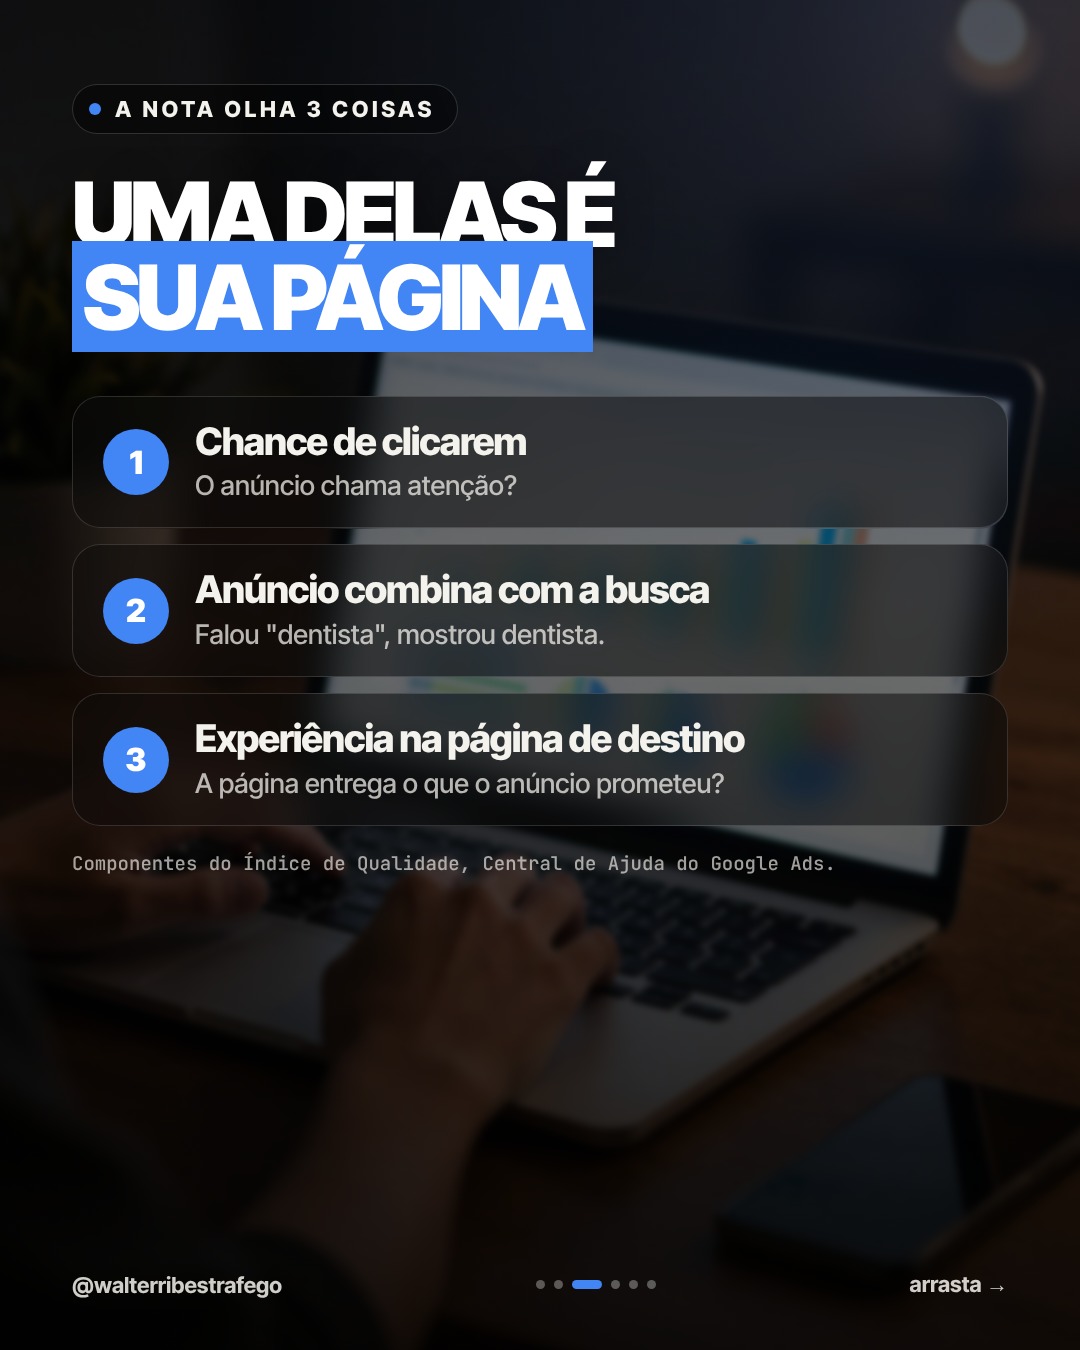 A NOTA OLHA 3 COISAS
UMA DELAS É
SUA PÁGINA
1
Chance de clicarem
O anúncio chama atenção?
2
Anúncio combina com a busca
Falou "dentista", mostrou dentista.
3
Experiência na página de destino
A página entrega o que o anúncio prometeu?
Componentes do Índice de Qualidade, Central de Ajuda do Google Ads.
@walterribestrafego
arrasta →